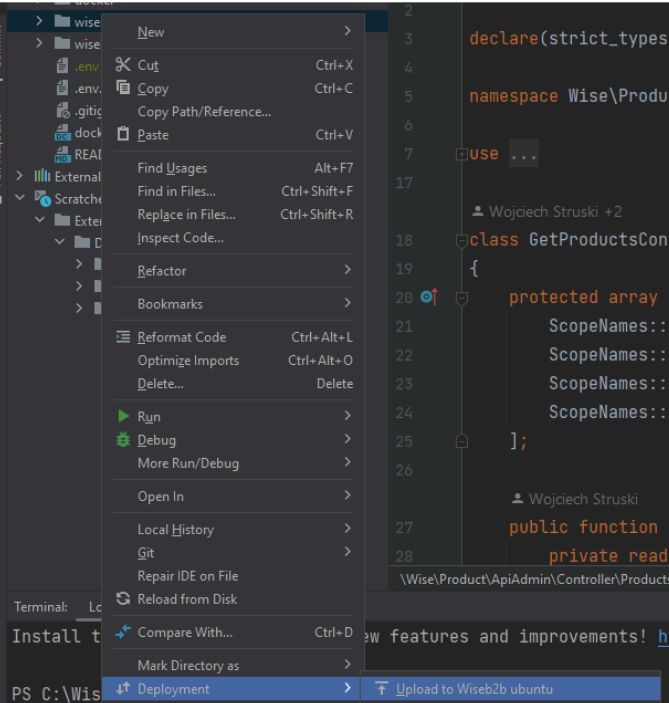 docker
wise
wise
.env
.env.
.gitig
dock
REA
External
Scratche
Exter
D
New
Cut Ctrl+X
Copy Ctrl+C
Copy Path/Reference...
Paste Ctrl+V
Find Usages Alt+F7
Find in Files... Ctrl+Shift+F
Replace in Files... Ctrl+Shift+R
Inspect Code...
Refactor
Bookmarks
Reformat Code Ctrl+Alt+L
Optimize Imports Ctrl+Alt+O
Delete... Delete
Run
Debug
More Run/Debug
Open In
Local History
Git
Repair IDE on File
Reload from Disk
Compare With... Ctrl+D
Mark Directory as
Deployment
Upload to Wiseb2b ubuntu
2
3 declare(strict_types
4
5 namespace Wise\Produ
6
7 use ...
17
Wojciech Struski +2
18 class GetProductsCon
19 {
20 protected array
21 ScopeNames::
22 ScopeNames::
23 ScopeNames::
24 ScopeNames::
25 ];
26
Wojciech Struski
27 public function
28 private read
\Wise\Product\ApiAdmin\Controller\Products
Terminal: Lo
Install t ew features and improvements! h
PS C:\Wis